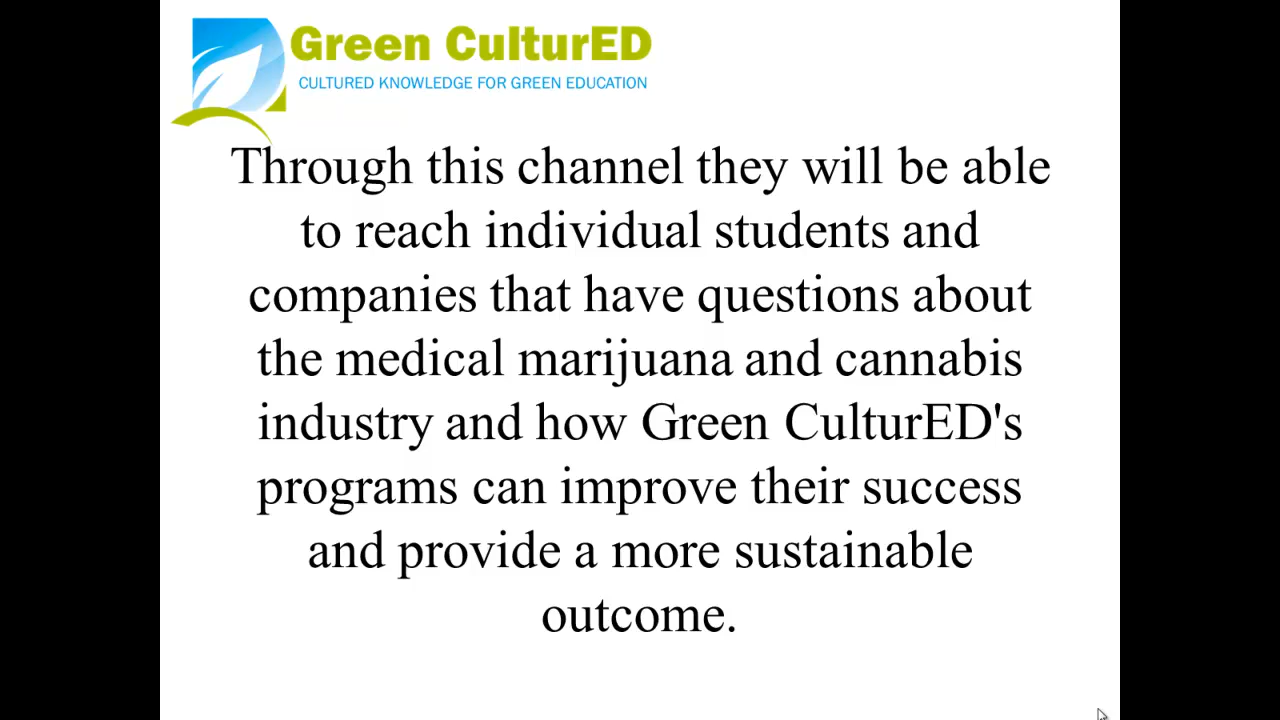 Green CulturED
CULTURED KNOWLEDGE FOR GREEN EDUCATION
Through this channel they will be able
to reach individual students and
companies that have questions about
the medical marijuana and cannabis
industry and how Green CulturED's
programs can improve their success
and provide a more sustainable
outcome.